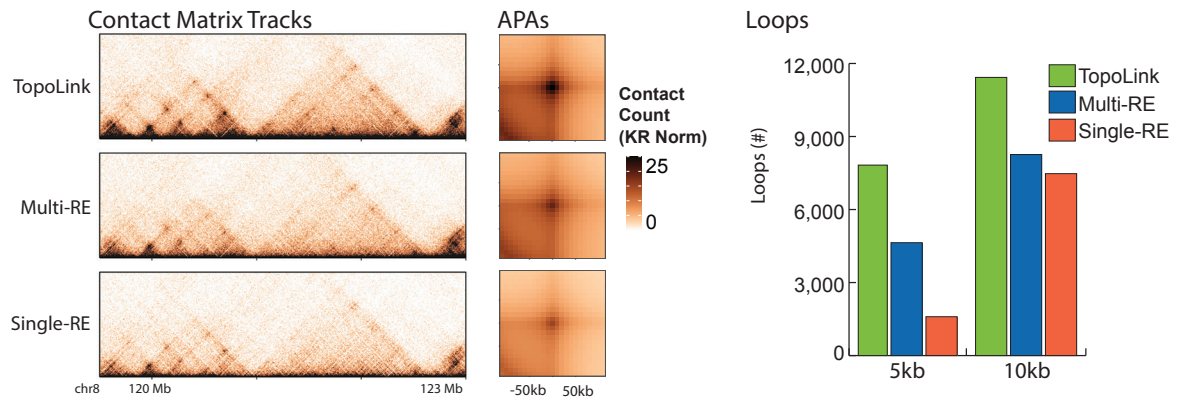 Contact Matrix Tracks
APAs
Loops
TopoLink
Multi-RE
Single-RE
chr8
120 Mb
123 Mb
-50kb
50kb
Contact
Count
(KR Norm)
25
0
Loops (#)
12,000
9,000
6,000
3,000
0
5kb
10kb
TopoLink
Multi-RE
Single-RE